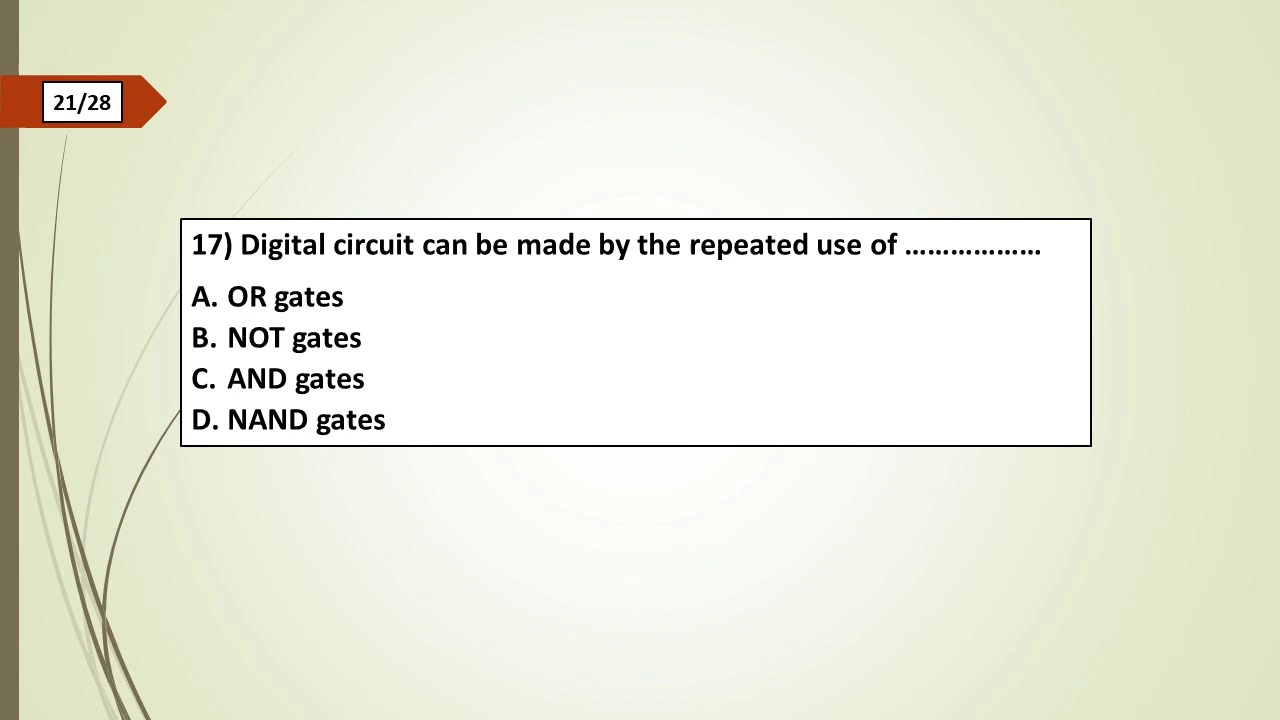 21/28
17) Digital circuit can be made by the repeated use of ………………
A. OR gates
B. NOT gates
C. AND gates
D. NAND gates